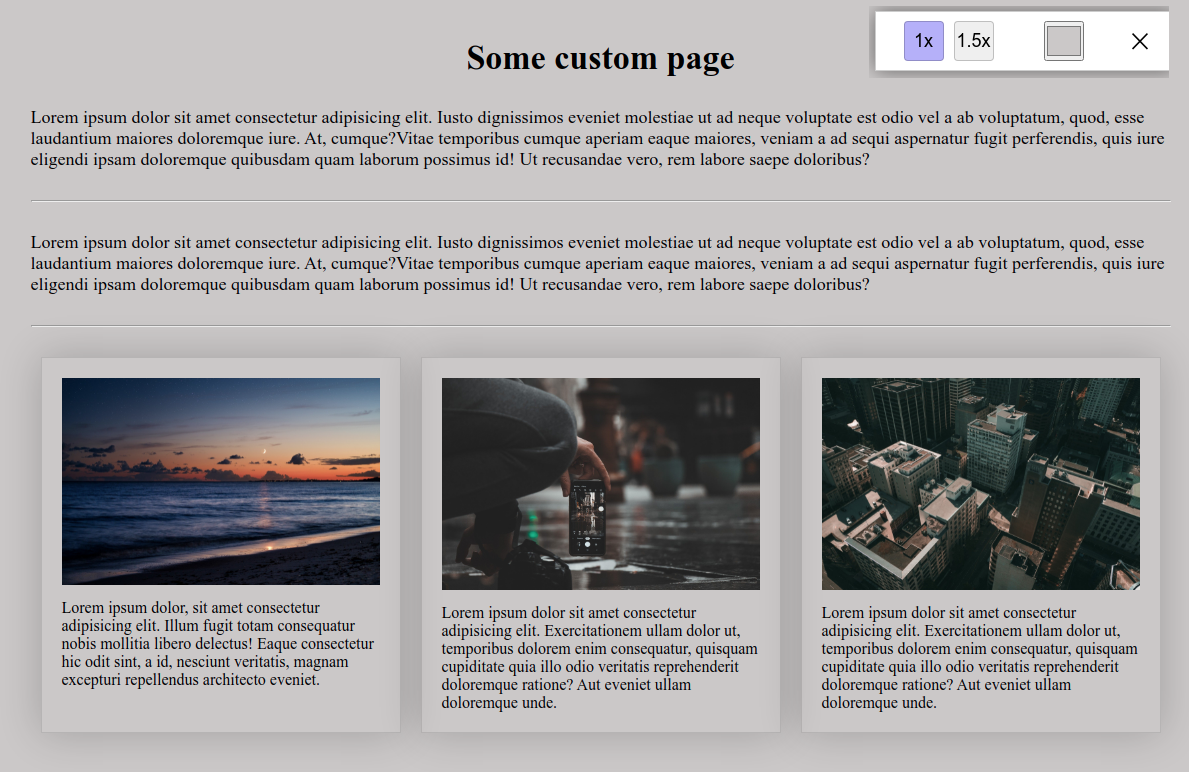 1x 1.5x
Some custom page
Lorem ipsum dolor sit amet consectetur adipisicing elit. Iusto dignissimos eveniet molestiae ut ad neque voluptate est odio vel a ab voluptatum, quod, esse
laudantium maiores doloremque iure. At, cumque?Vitae temporibus cumque aperiam eaque maiores, veniam a ad sequi aspernatur fugit perferendis, quis iure
eligendi ipsam doloremque quibusdam quam laborum possimus id! Ut recusandae vero, rem labore saepe doloribus?
Lorem ipsum dolor sit amet consectetur adipisicing elit. Iusto dignissimos eveniet molestiae ut ad neque voluptate est odio vel a ab voluptatum, quod, esse
laudantium maiores doloremque iure. At, cumque?Vitae temporibus cumque aperiam eaque maiores, veniam a ad sequi aspernatur fugit perferendis, quis iure
eligendi ipsam doloremque quibusdam quam laborum possimus id! Ut recusandae vero, rem labore saepe doloribus?
Lorem ipsum dolor, sit amet consectetur
adipisicing elit. Illum fugit totam consequatur
nobis mollitia libero delectus! Eaque consectetur
hic odit sint, a id, nesciunt veritatis, magnam
excepturi repellendus architecto eveniet.
Lorem ipsum dolor sit amet consectetur
adipisicing elit. Exercitationem ullam dolor ut,
temporibus dolorem enim consequatur, quisquam
cupiditate quia illo odio veritatis reprehenderit
doloremque ratione? Aut eveniet ullam
doloremque unde.
Lorem ipsum dolor sit amet consectetur
adipisicing elit. Exercitationem ullam dolor ut,
temporibus dolorem enim consequatur, quisquam
cupiditate quia illo odio veritatis reprehenderit
doloremque ratione? Aut eveniet ullam
doloremque unde.